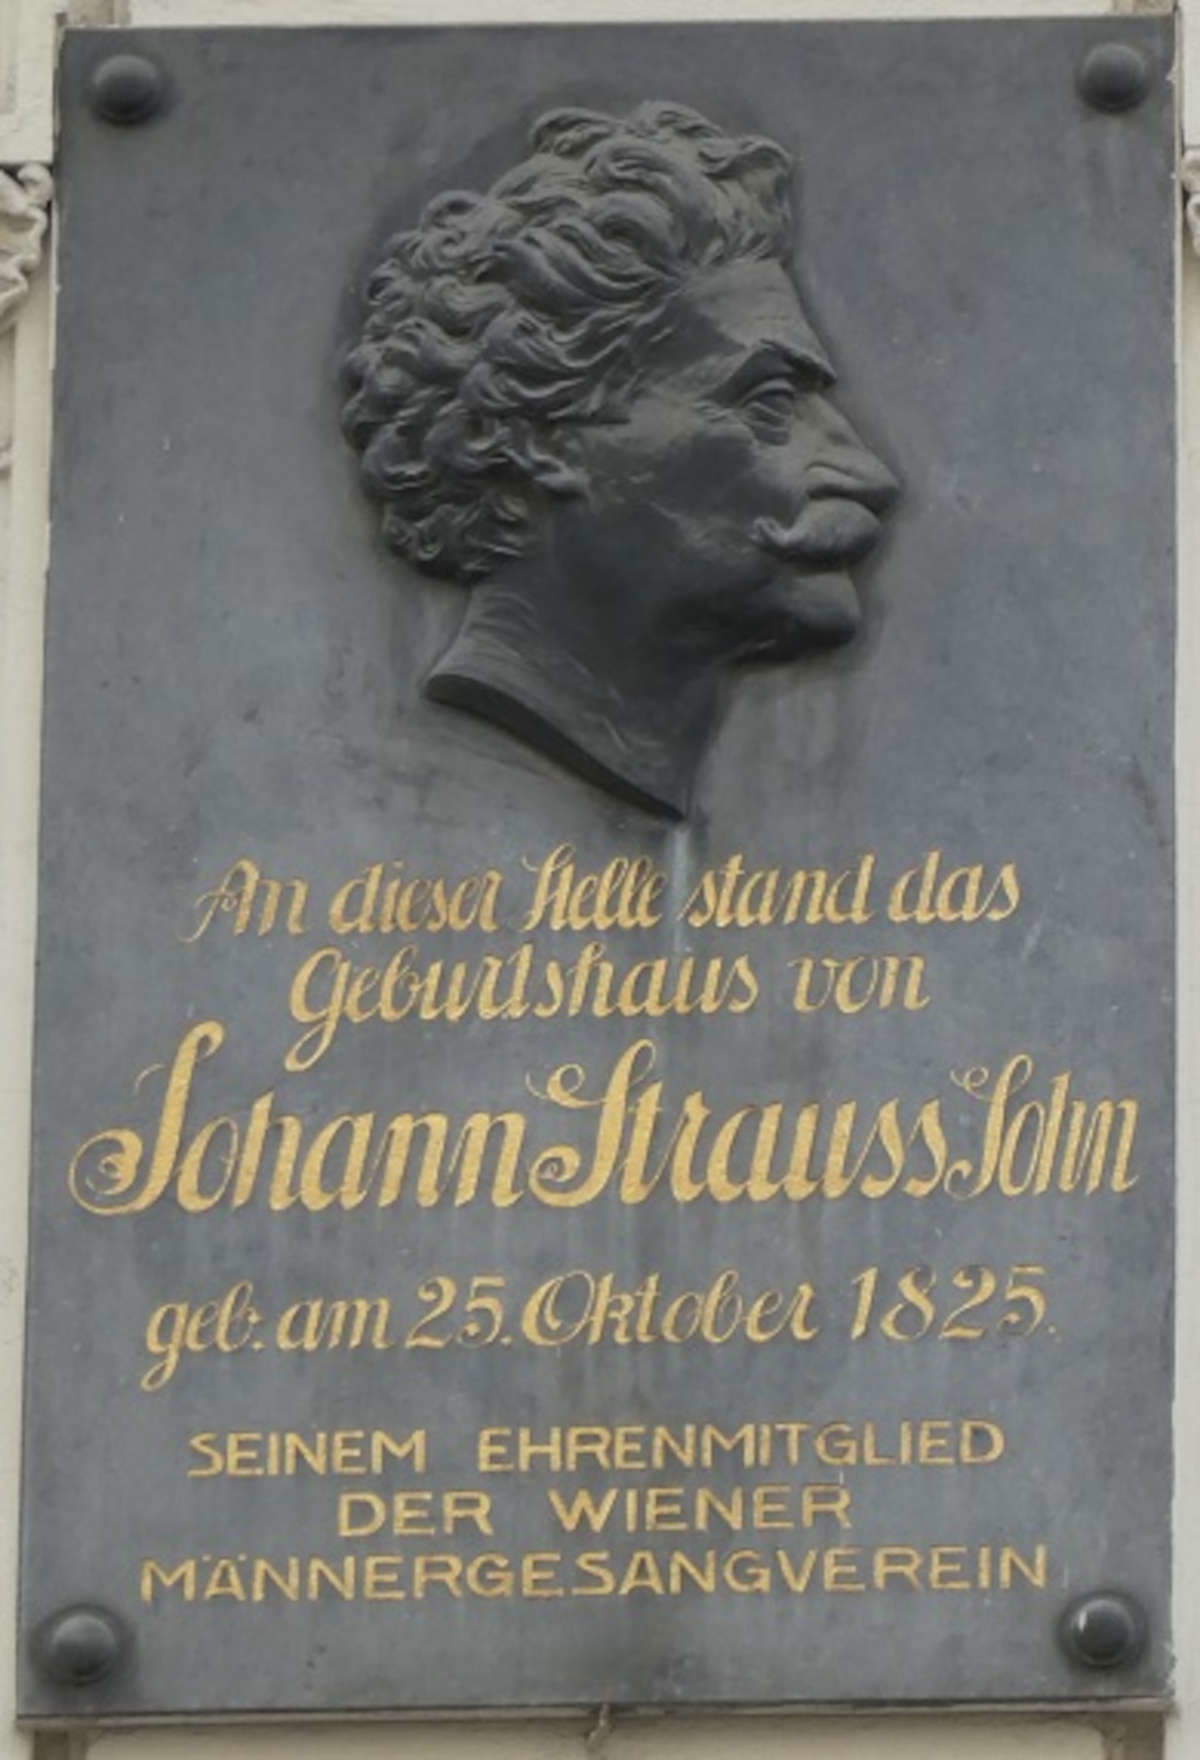 An dieser Stelle stand das
Geburtshaus von
Johann Strauss Sohn
geb. am 25. Oktober 1825.
SEINEM EHRENMITGLIED
DER WIENER
MÄNNERGESANGVEREIN